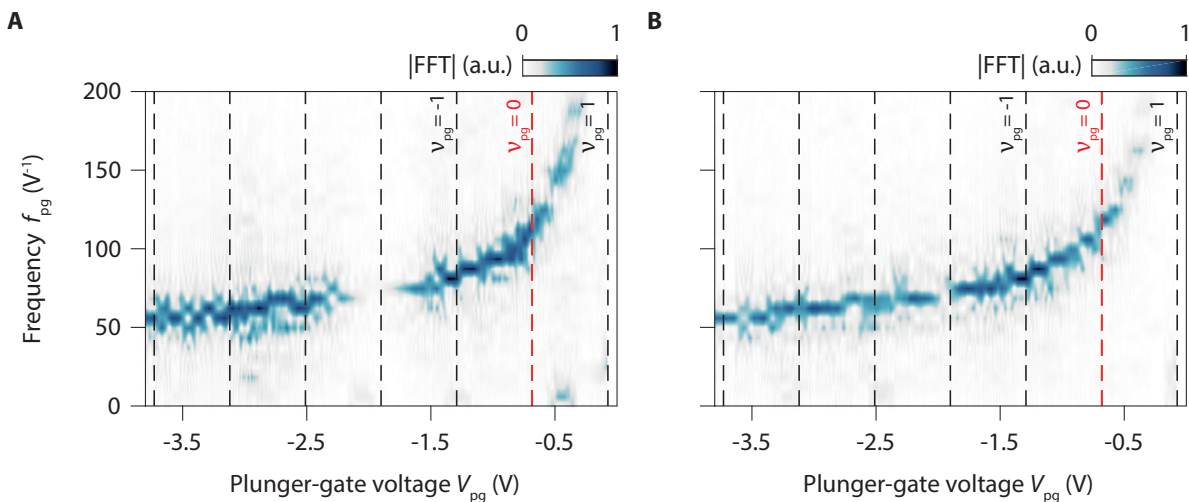 A
B
0
1
0
1
|FFT| (a.u.)
|FFT| (a.u.)
200
150
100
50
0
Frequency f_pg (V⁻¹)
ν_pg = -1
ν_pg = 0
ν_pg = 1
ν_pg = -1
ν_pg = 0
ν_pg = 1
-3.5
-2.5
-1.5
-0.5
-3.5
-2.5
-1.5
-0.5
Plunger-gate voltage V_pg (V)
Plunger-gate voltage V_pg (V)